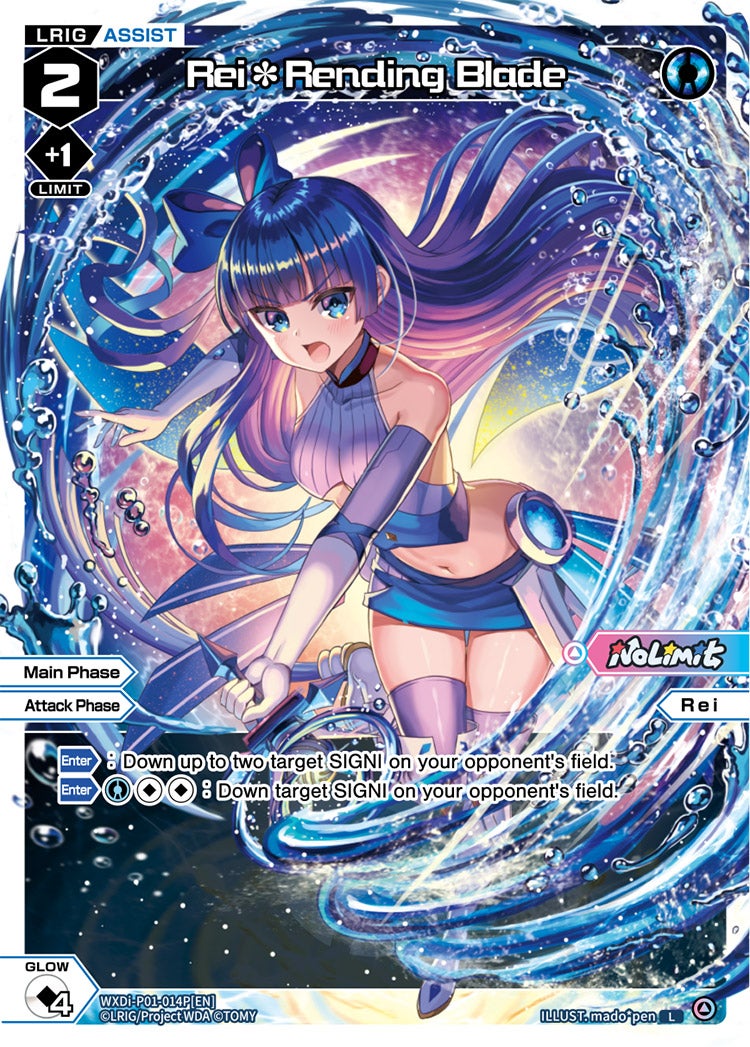 LRIG ASSIST
2
Rei＊Rending Blade
+1
LIMIT
NoLimit
Main Phase
Attack Phase
Rei
Enter : Down up to two target SIGNI on your opponent's field.
Enter : Down target SIGNI on your opponent's field.
GLOW
4
WXDi-P01-014P[EN]
©LRIG/Project WDA ©TOMY
ILLUST. mado*pen L